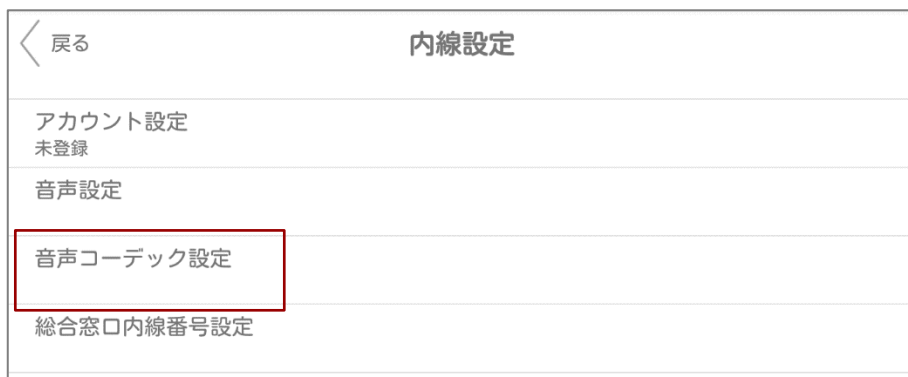 戻る
内線設定
アカウント設定
未登録
音声設定
音声コーデック設定
総合窓口内線番号設定